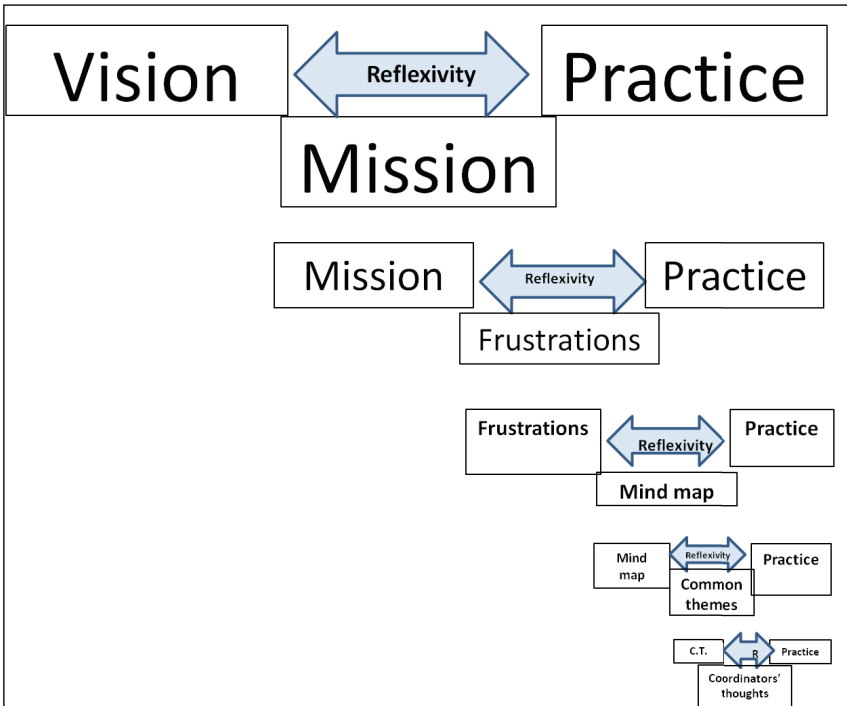 Vision Reflexivity Practice
Mission
Mission Reflexivity Practice
Frustrations
Frustrations Reflexivity Practice
Mind map
Mind Reflexivity Practice
map
Common
themes
C.T. R Practice
Coordinators'
thoughts